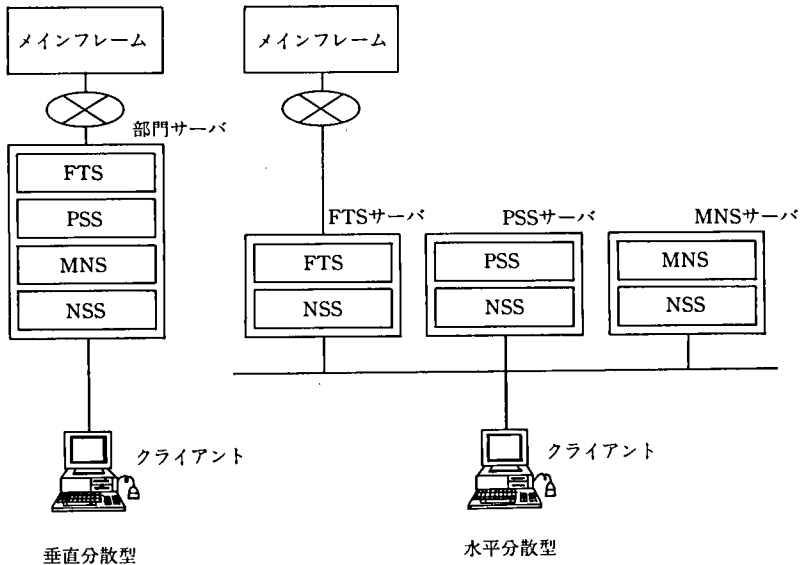 メインフレーム
部門サーバ
FTS
PSS
MNS
NSS
クライアント
垂直分散型
メインフレーム
FTSサーバ
FTS
NSS
PSSサーバ
PSS
NSS
MNSサーバ
MNS
NSS
クライアント
水平分散型